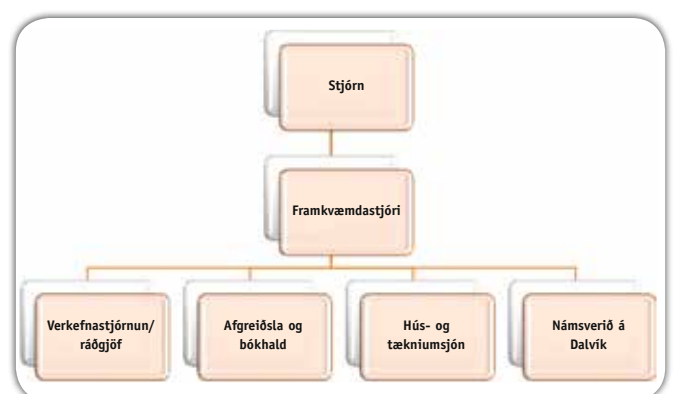 Stjórn
Framkvæmdastjóri
Verkefnastjórnun/
ráðgjöf
Afgreiðsla og
bókhald
Hús- og
tækniumsjón
Námsverið á
Dalvík